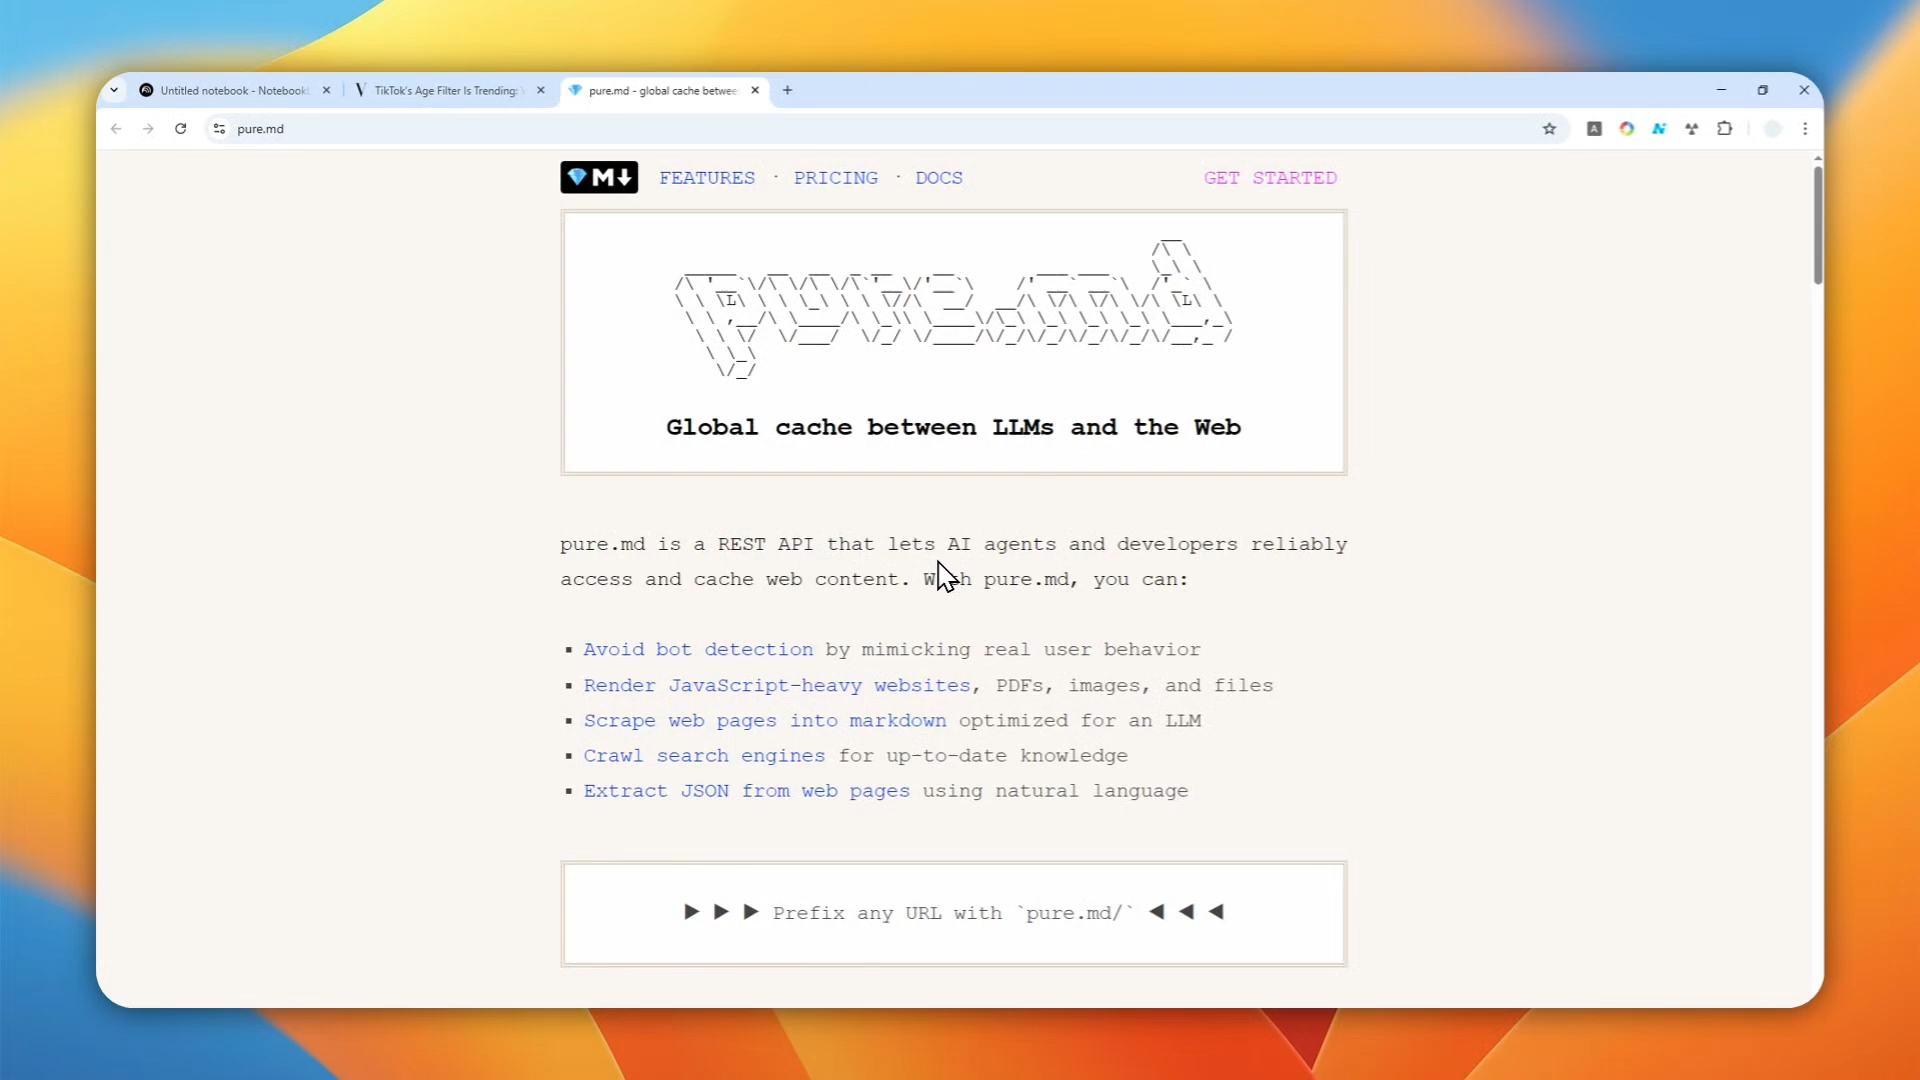 Untitled notebook - Notebook
TikTok's Age Filter Is Trending:
pure.md - global cache betwee
pure.md
A
N
M
FEATURES · PRICING · DOCS
GET STARTED
pure.md
Global cache between LLMs and the Web
pure.md is a REST API that lets AI agents and developers reliably
access and cache web content. With pure.md, you can:
▪ Avoid bot detection by mimicking real user behavior
▪ Render JavaScript-heavy websites, PDFs, images, and files
▪ Scrape web pages into markdown optimized for an LLM
▪ Crawl search engines for up-to-date knowledge
▪ Extract JSON from web pages using natural language
▶ ▶ ▶ Prefix any URL with `pure.md/` ◀ ◀ ◀